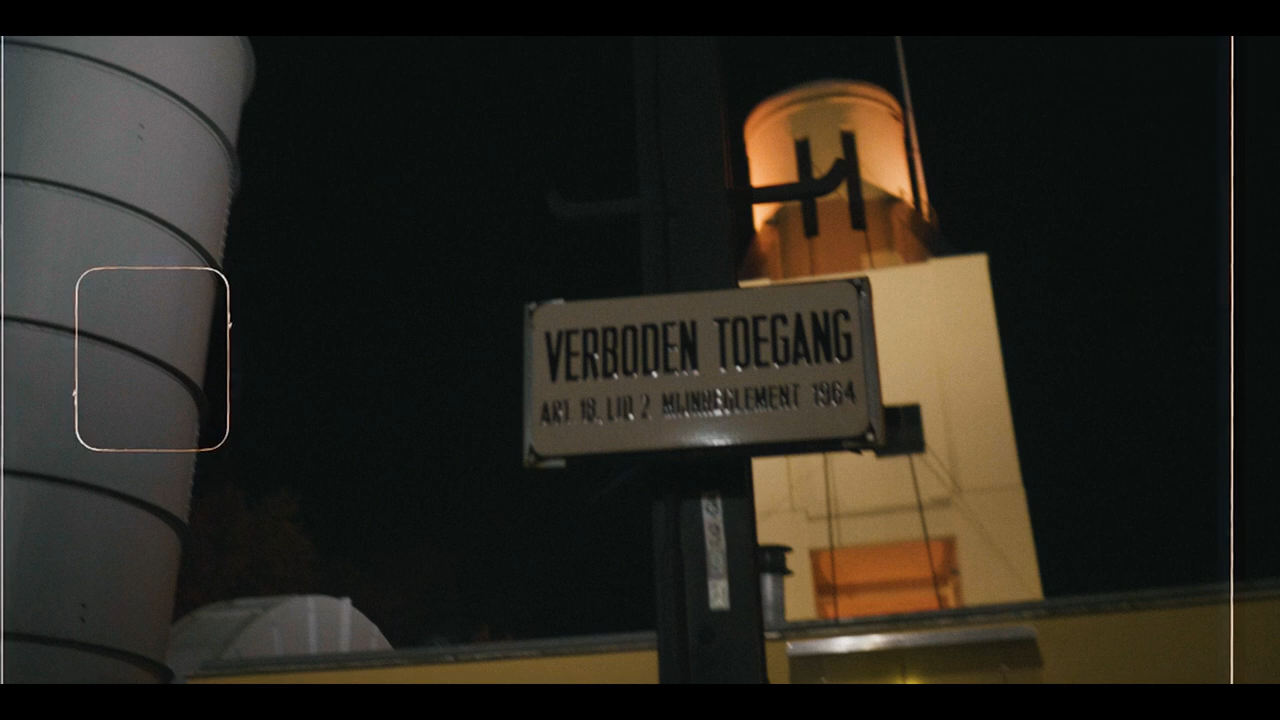 VERBODEN TOEGANG
ART. 18, LID 2 MIJNREGLEMENT 1964